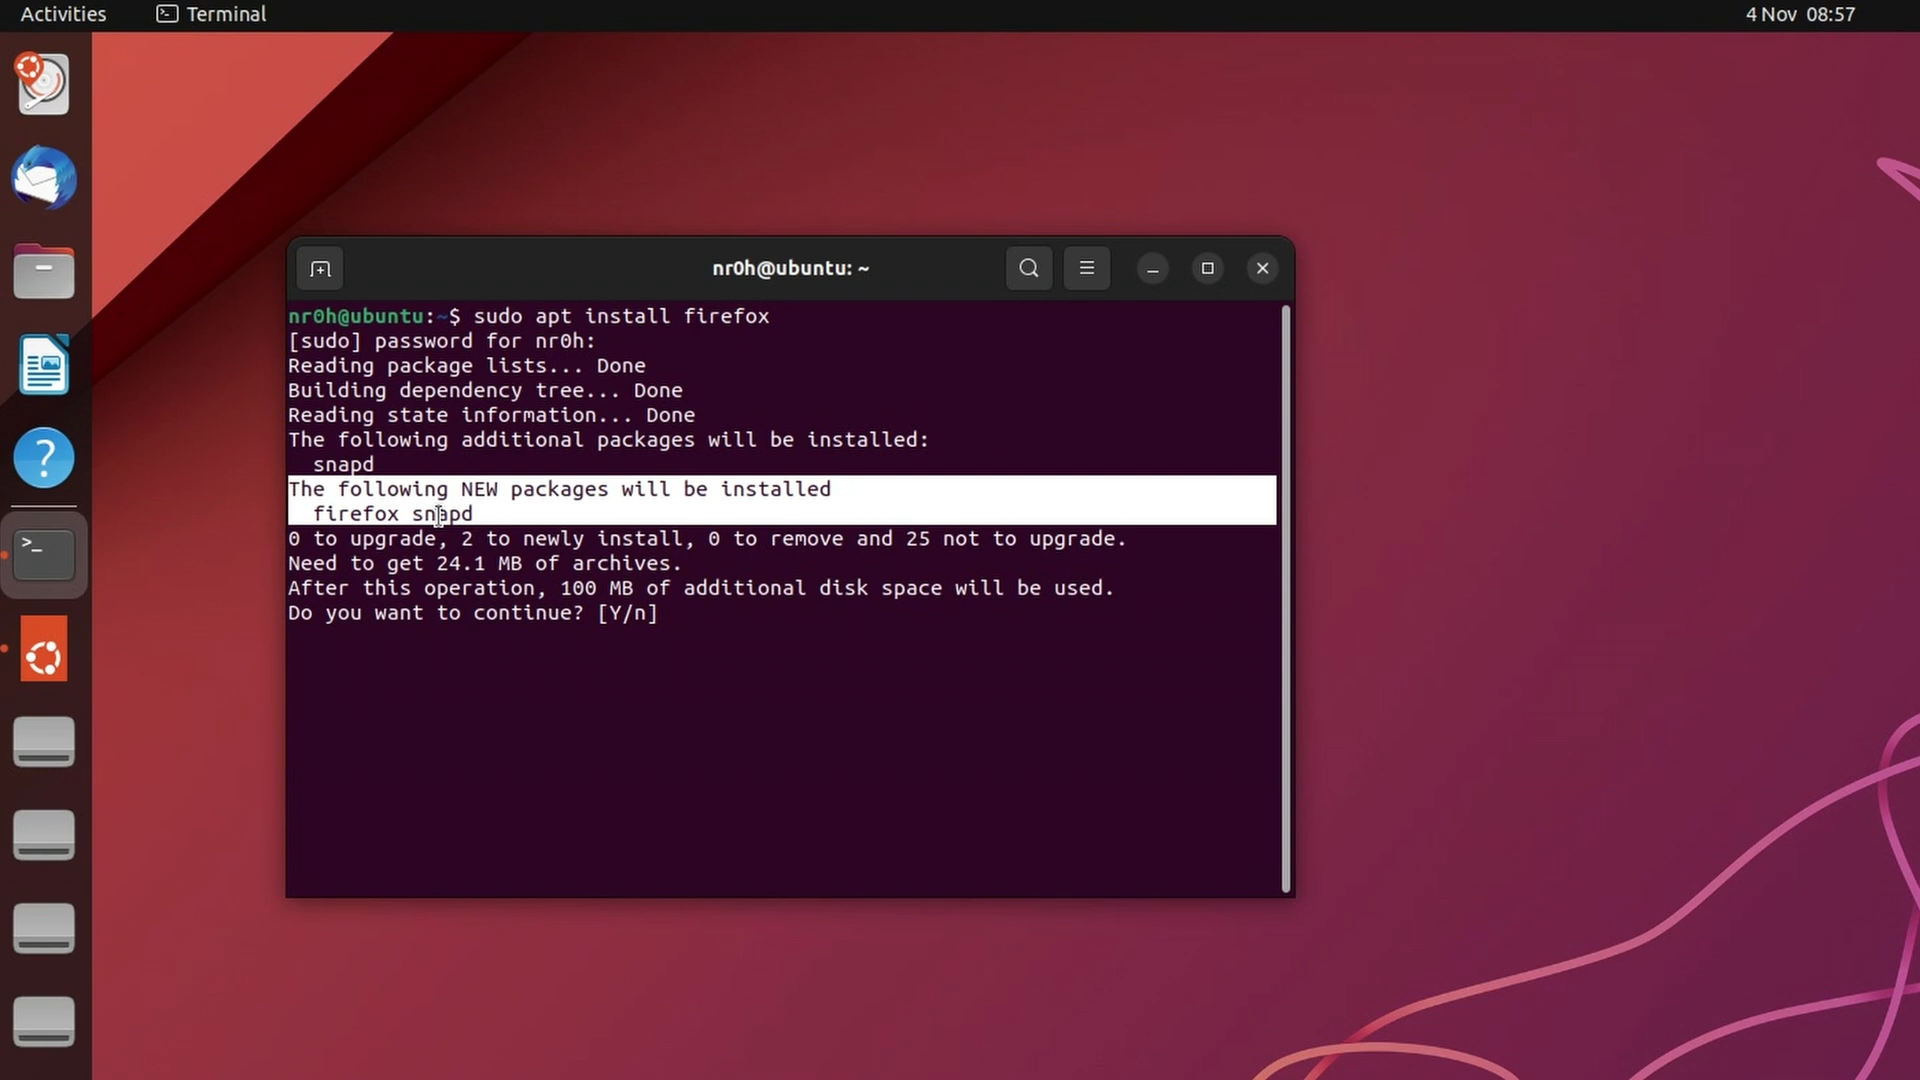 Activities
Terminal
4 Nov 08:57
nr0h@ubuntu: ~
nr0h@ubuntu:~$ sudo apt install firefox
[sudo] password for nr0h:
Reading package lists... Done
Building dependency tree... Done
Reading state information... Done
The following additional packages will be installed:
snapd
The following NEW packages will be installed
firefox snapd
0 to upgrade, 2 to newly install, 0 to remove and 25 not to upgrade.
Need to get 24.1 MB of archives.
After this operation, 100 MB of additional disk space will be used.
Do you want to continue? [Y/n]